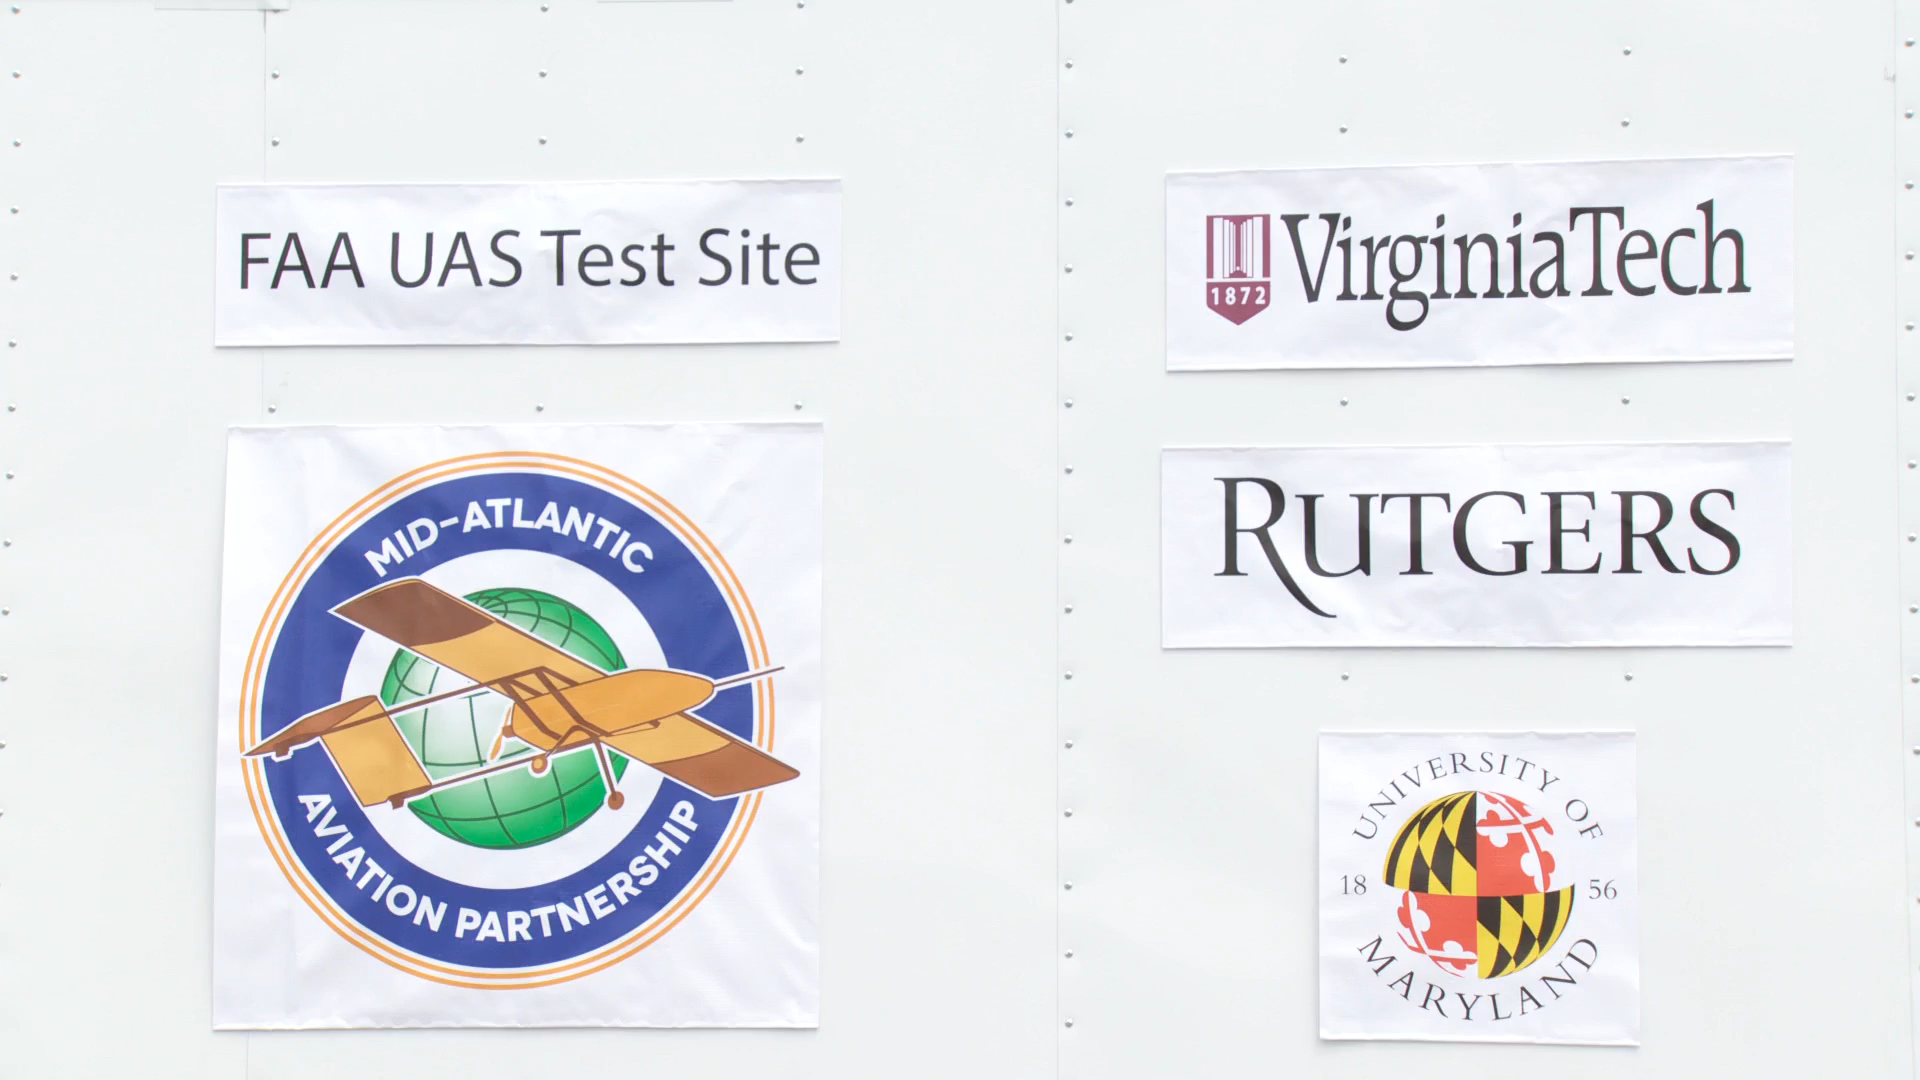 FAA UAS Test Site
MID-ATLANTIC
AVIATION PARTNERSHIP
1872
VirginiaTech
RUTGERS
UNIVERSITY OF
18 56
MARYLAND